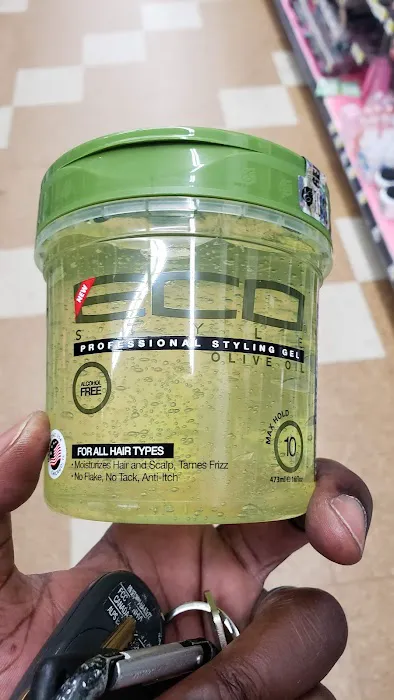 NEW
ECO
STYLE
PROFESSIONAL STYLING GEL
OLIVE OIL
ALCOHOL
FREE
MAX HOLD
10
FOR ALL HAIR TYPES
• Moisturizes Hair and Scalp, Tames Frizz
• No Flake, No Tack, Anti-Itch